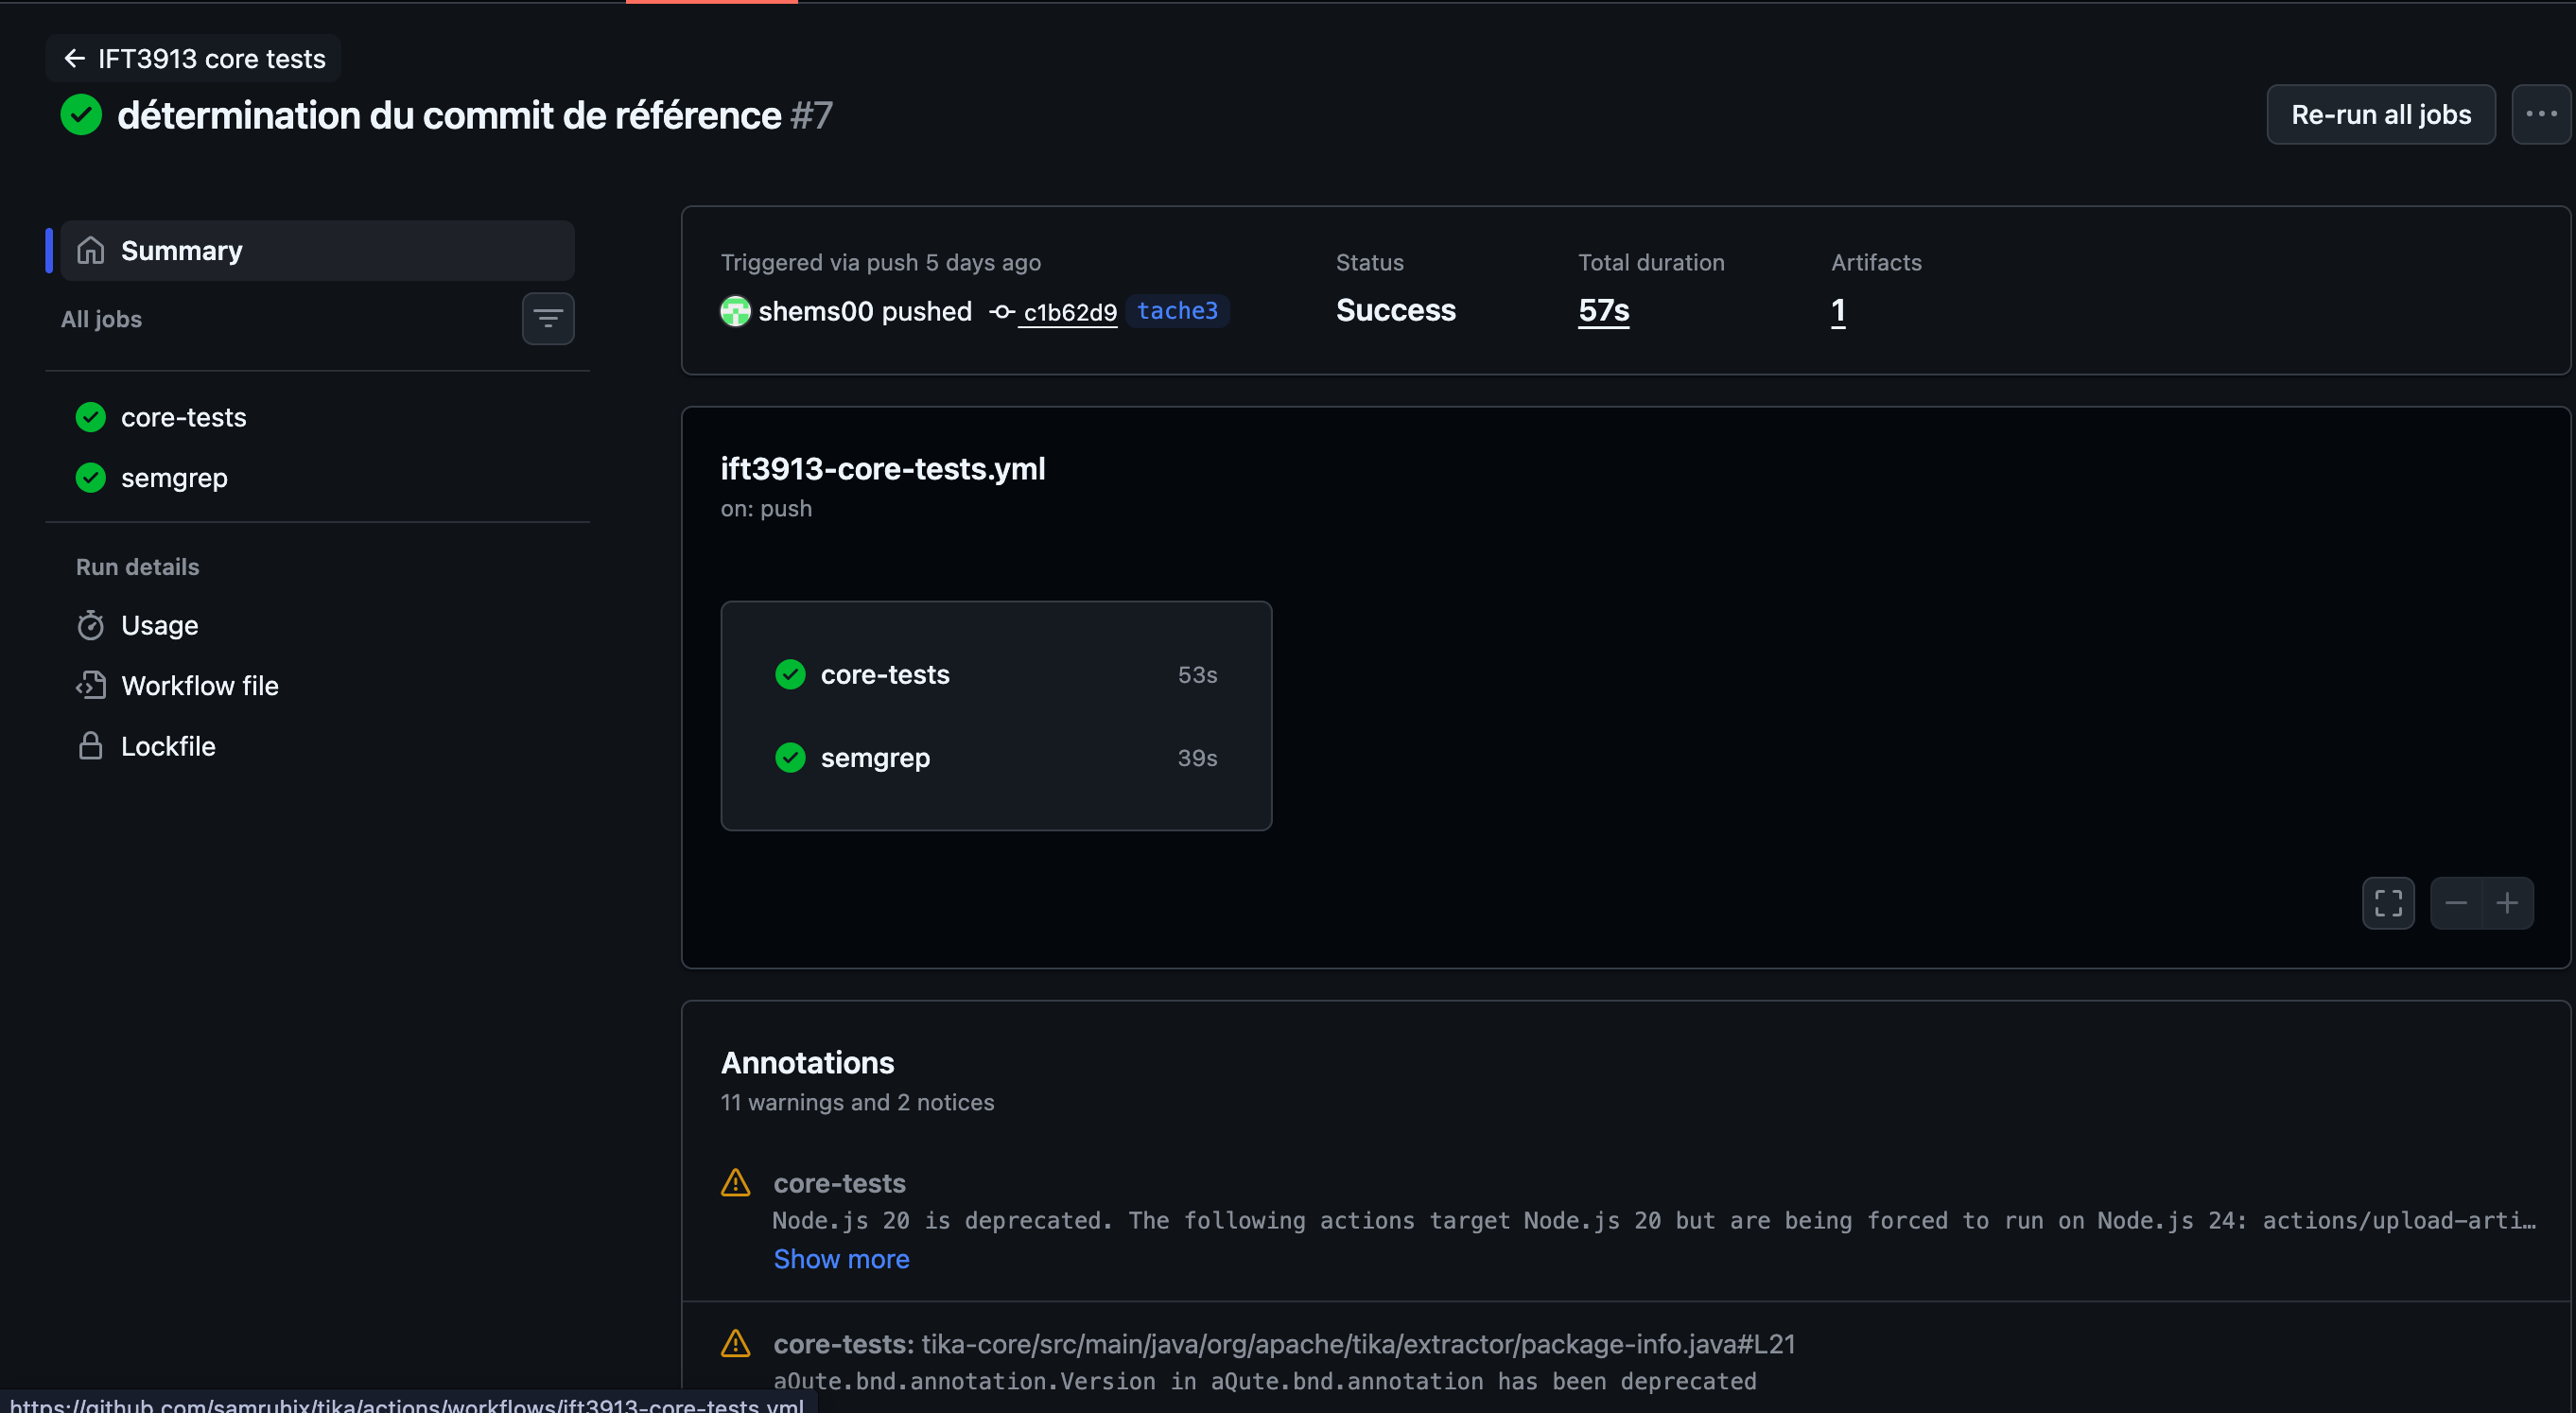 IFT3913 core tests
détermination du commit de référence #7
Re-run all jobs
Summary
All jobs
core-tests
semgrep
Run details
Usage
Workflow file
Lockfile
Triggered via push 5 days ago
shems00 pushed c1b62d9 tache3
Status
Success
Total duration
57s
Artifacts
1
ift3913-core-tests.yml
on: push
core-tests 53s
semgrep 39s
Annotations
11 warnings and 2 notices
core-tests
Node.js 20 is deprecated. The following actions target Node.js 20 but are being forced to run on Node.js 24: actions/upload-arti…
Show more
core-tests: tika-core/src/main/java/org/apache/tika/extractor/package-info.java#L21
aQute.bnd.annotation.Version in aQute.bnd.annotation has been deprecated
https://github.com/samruhix/tika/actions/workflows/ift3913-core-tests.yml